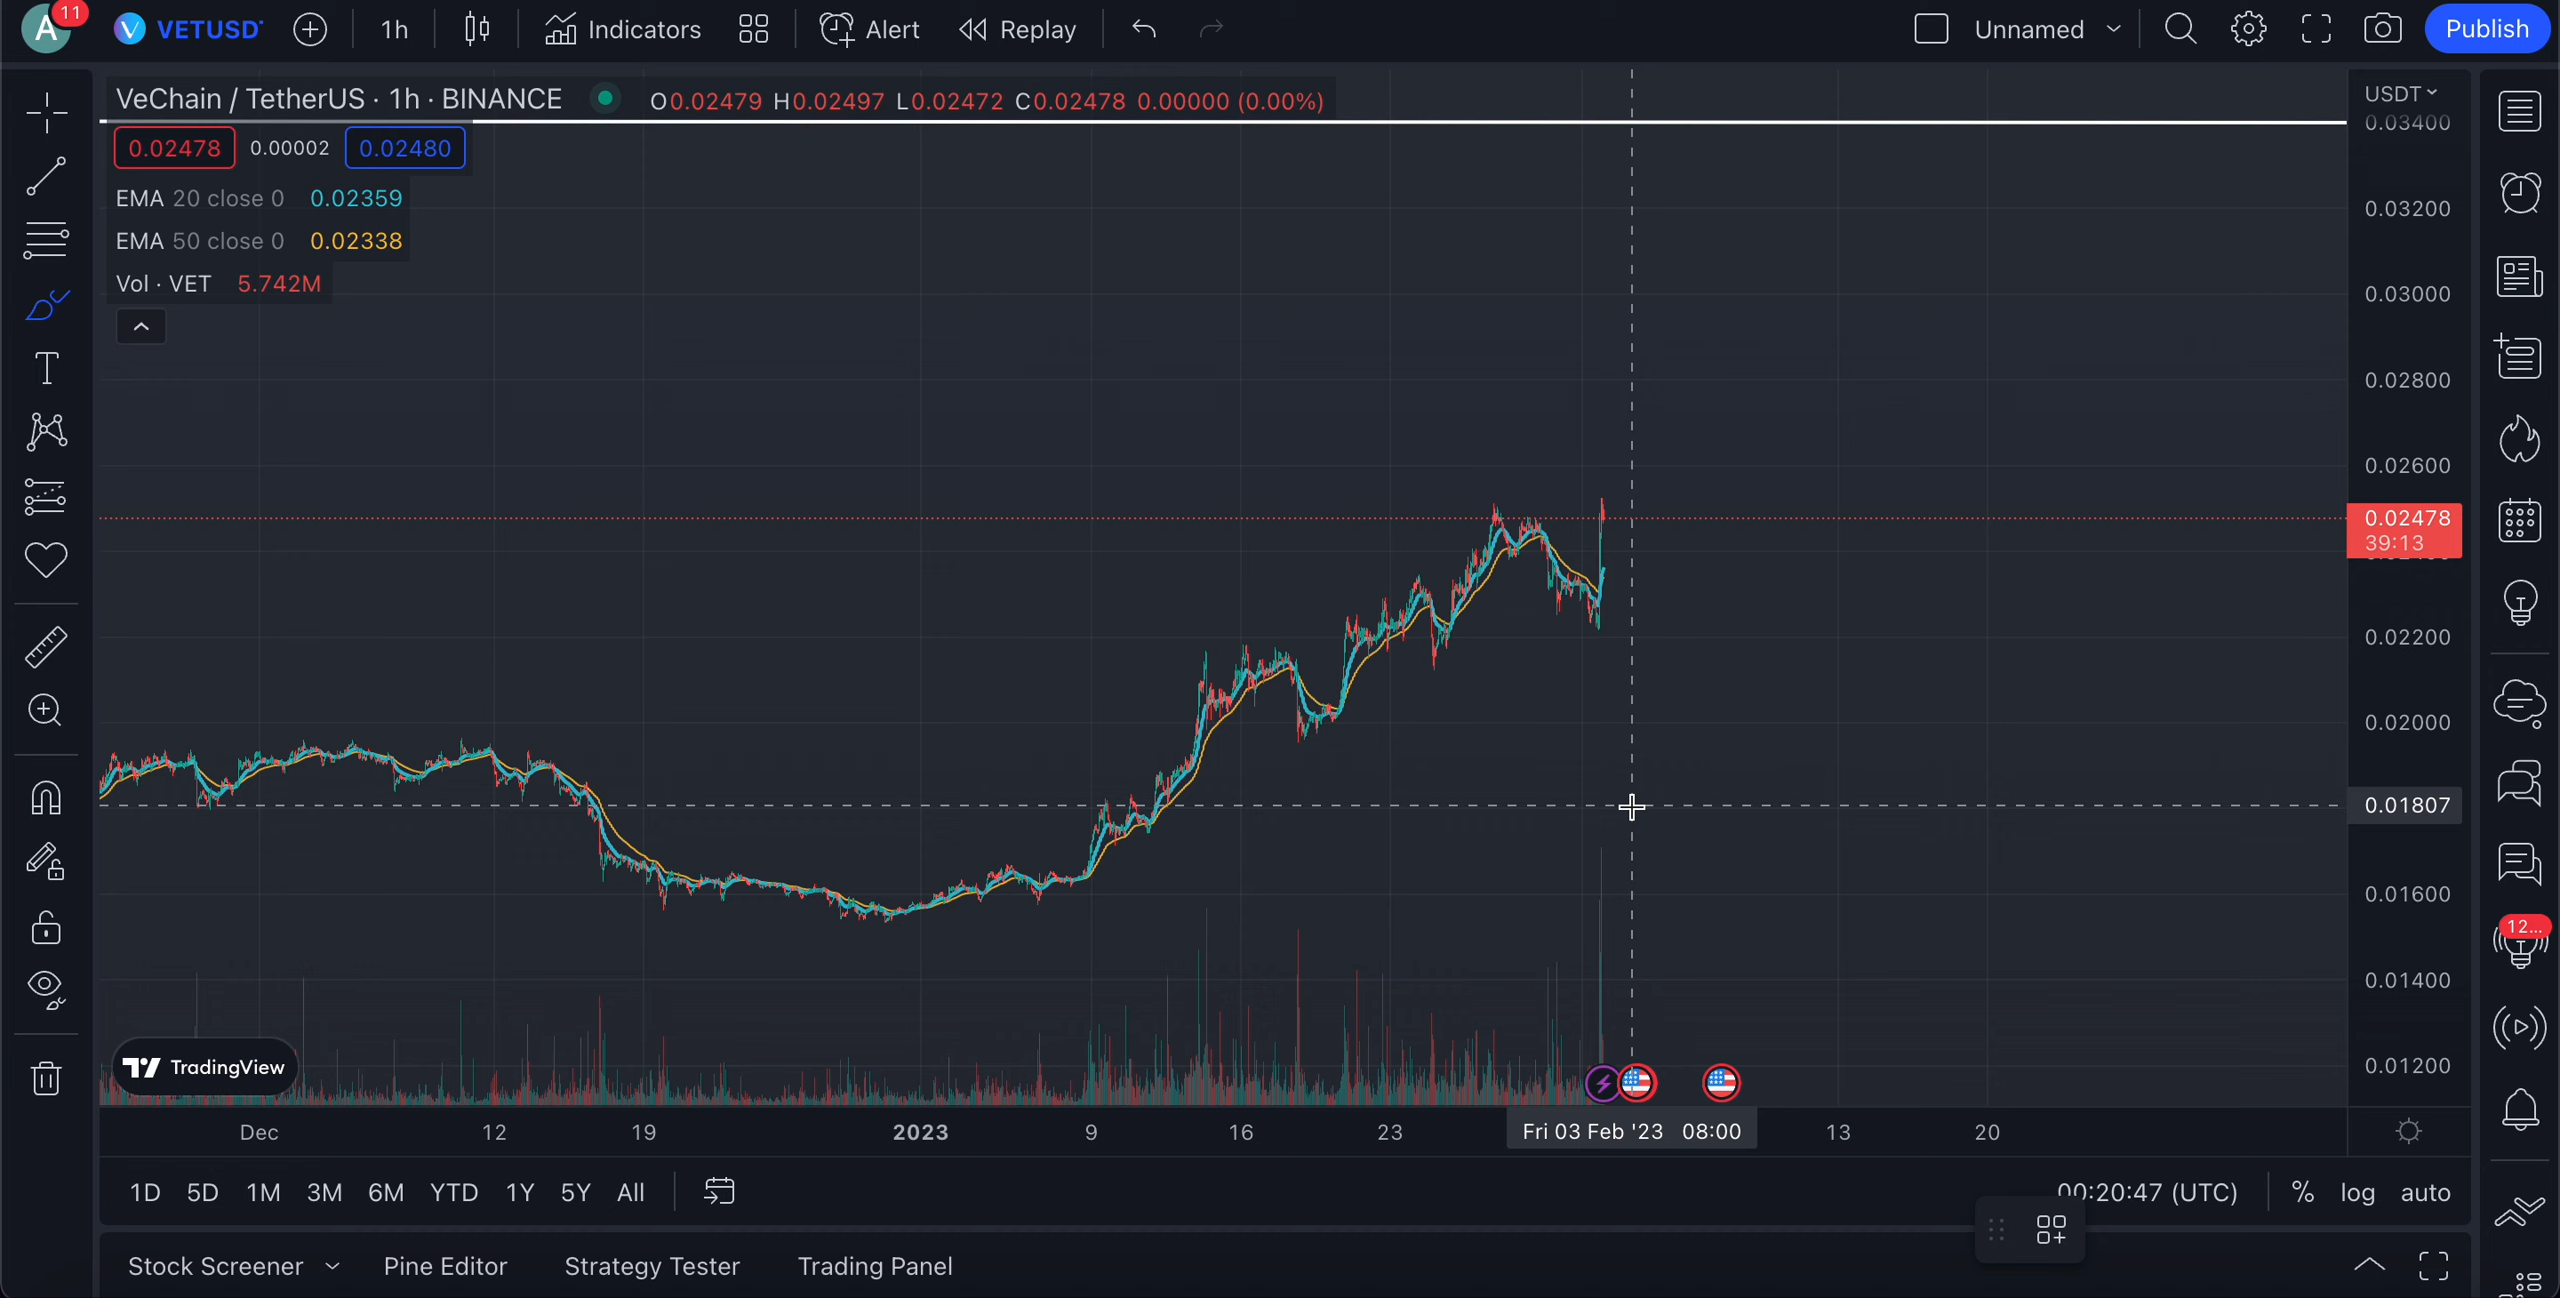 A 11 VETUSD 1h Indicators Alert Replay Unnamed Publish
VeChain / TetherUS · 1h · BINANCE O0.02479 H0.02497 L0.02472 C0.02478 0.00000 (0.00%)
USDT
0.03400
0.02478 0.00002 0.02480
EMA 20 close 0 0.02359
0.03200
EMA 50 close 0 0.02338
Vol · VET 5.742M
0.03000
0.02800
0.02600
0.02478
39:13
0.02200
0.02000
0.01807
0.01600
12...
0.01400
TradingView
0.01200
Dec 12 19 2023 9 16 23 Fri 03 Feb '23 08:00 13 20
1D 5D 1M 3M 6M YTD 1Y 5Y All 00:20:47 (UTC) % log auto
Stock Screener Pine Editor Strategy Tester Trading Panel